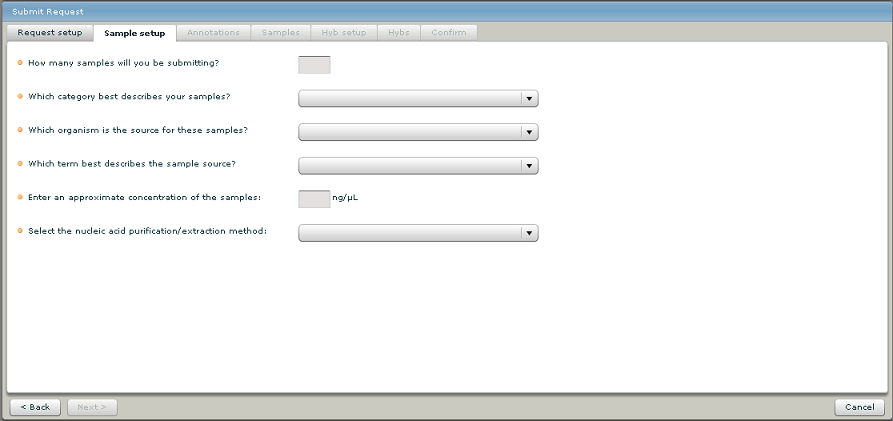 Submit Request
Request setup Sample setup Annotations Samples Hyb setup Hybs Confirm
How many samples will you be submitting?
Which category best describes your samples?
Which organism is the source for these samples?
Which term best describes the sample source?
Enter an approximate concentration of the samples: ng/µL
Select the nucleic acid purification/extraction method:
< Back Next > Cancel